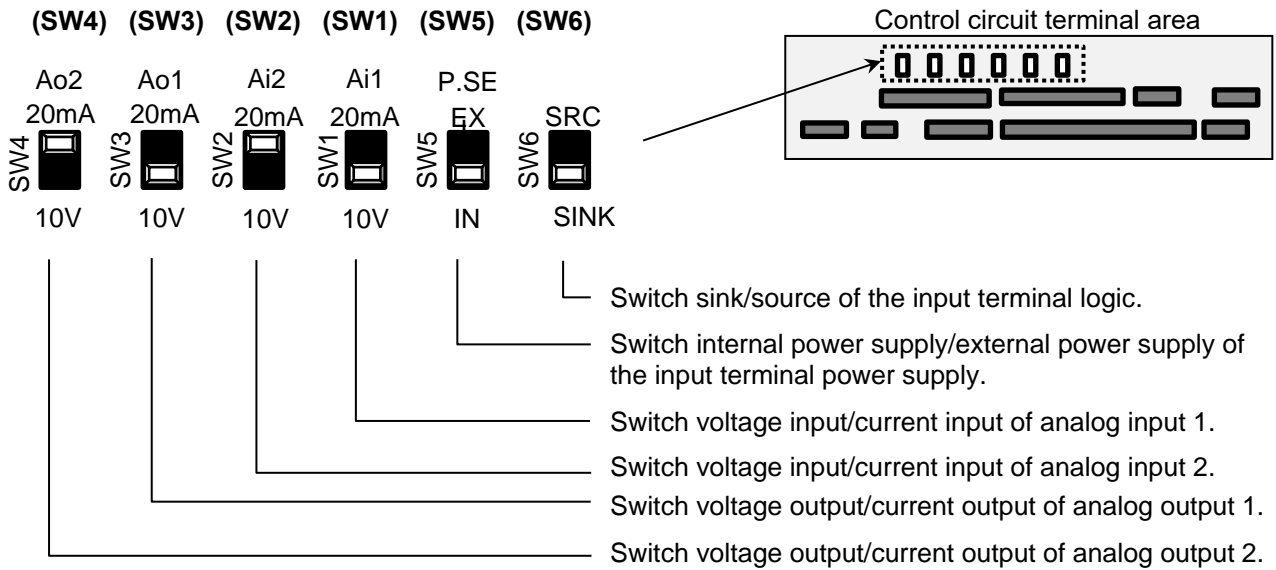 (SW4) (SW3) (SW2) (SW1) (SW5) (SW6)
Control circuit terminal area
Ao2 Ao1 Ai2 Ai1 P.SE
20mA 20mA 20mA 20mA EX SRC
SW4 SW3 SW2 SW1 SW5 SW6
10V 10V 10V 10V IN SINK
Switch sink/source of the input terminal logic.
Switch internal power supply/external power supply of
the input terminal power supply.
Switch voltage input/current input of analog input 1.
Switch voltage input/current input of analog input 2.
Switch voltage output/current output of analog output 1.
Switch voltage output/current output of analog output 2.